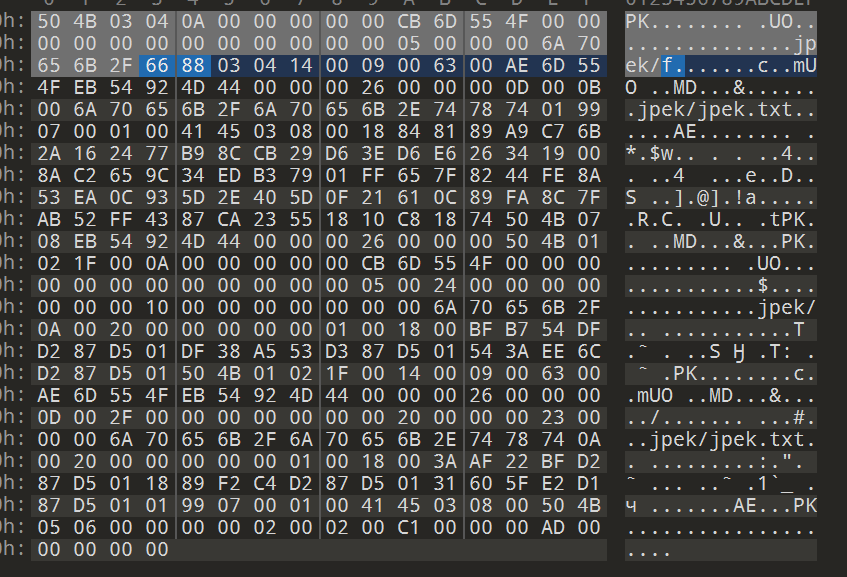 0h: 50 4B 03 04 0A 00 00 00 00 00 CB 6D 55 4F 00 00 PK....... .UO..
0h: 00 00 00 00 00 00 00 00 00 00 05 00 00 00 6A 70 ..............jp
0h: 65 6B 2F 66 88 03 04 14 00 09 00 63 00 AE 6D 55 ek/f.......c..mU
0h: 4F EB 54 92 4D 44 00 00 00 26 00 00 00 0D 00 0B O ..MD...&......
0h: 00 6A 70 65 6B 2F 6A 70 65 6B 2E 74 78 74 01 99 .jpek/jpek.txt..
0h: 07 00 01 00 41 45 03 08 00 18 84 81 89 A9 C7 6B ....AE....... .
0h: 2A 16 24 77 B9 8C CB 29 D6 3E D6 E6 26 34 19 00 *.$w. . . ..4..
0h: 8A C2 65 9C 34 ED B3 79 01 FF 65 7F 82 44 FE 8A . .4 ...e..D..
0h: 53 EA 0C 93 5D 2E 40 5D 0F 21 61 0C 89 FA 8C 7F S ..].@].!a.....
0h: AB 52 FF 43 87 CA 23 55 18 10 C8 18 74 50 4B 07 .R.C. .U.. .tPK.
0h: 08 EB 54 92 4D 44 00 00 00 26 00 00 00 50 4B 01 . ..MD...&...PK.
0h: 02 1F 00 0A 00 00 00 00 00 CB 6D 55 4F 00 00 00 ......... .UO...
0h: 00 00 00 00 00 00 00 00 00 05 00 24 00 00 00 00 ...........$....
0h: 00 00 00 10 00 00 00 00 00 00 00 6A 70 65 6B 2F ...........jpek/
0h: 0A 00 20 00 00 00 00 00 01 00 18 00 BF B7 54 DF .. ...........T
0h: D2 87 D5 01 DF 38 A5 53 D3 87 D5 01 54 3A EE 6C
0h: D2 87 D5 01 50 4B 01 02 1F 00 14 00 09 00 63 00 .PK........c.
0h: AE 6D 55 4F EB 54 92 4D 44 00 00 00 26 00 00 00 .mUO ..MD...&...
0h: 0D 00 2F 00 00 00 00 00 00 00 20 00 00 00 23 00 ../....... ...#.
0h: 00 00 6A 70 65 6B 2F 6A 70 65 6B 2E 74 78 74 0A ..jpek/jpek.txt.
0h: 00 20 00 00 00 00 00 01 00 18 00 3A AF 22 BF D2 . .........:.".
0h: 87 D5 01 18 89 F2 C4 D2 87 D5 01 31 60 5F E2 D1
0h: 87 D5 01 01 99 07 00 01 00 41 45 03 08 00 50 4B
0h: 05 06 00 00 00 00 02 00 02 00 C1 00 00 00 AD 00
0h: 00 00 00 00 ....